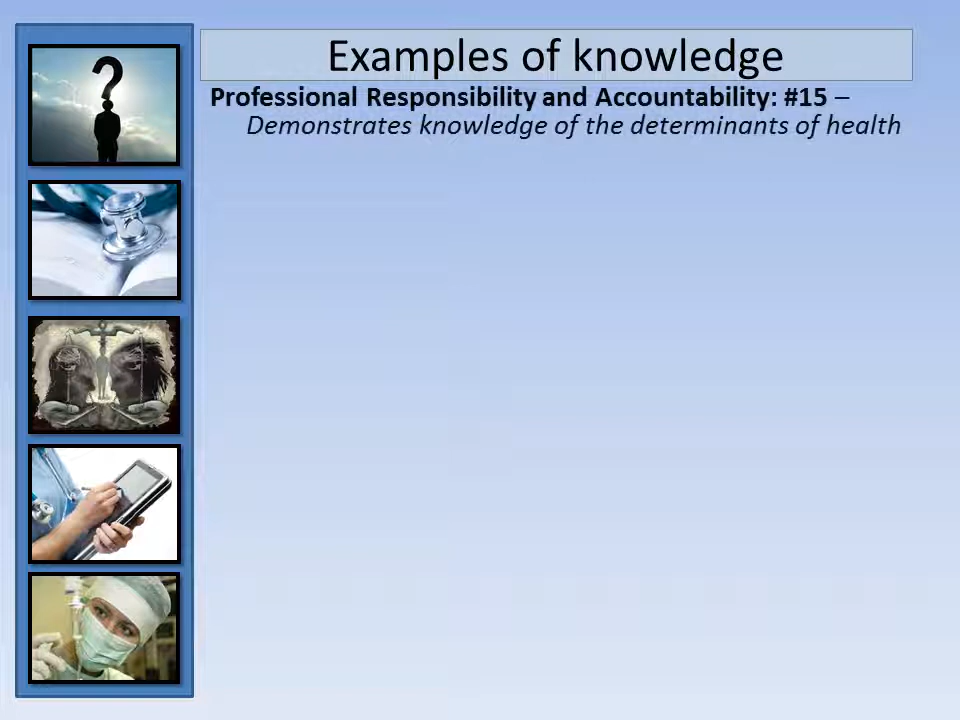 Examples of knowledge
Professional Responsibility and Accountability: #15 –
Demonstrates knowledge of the determinants of health